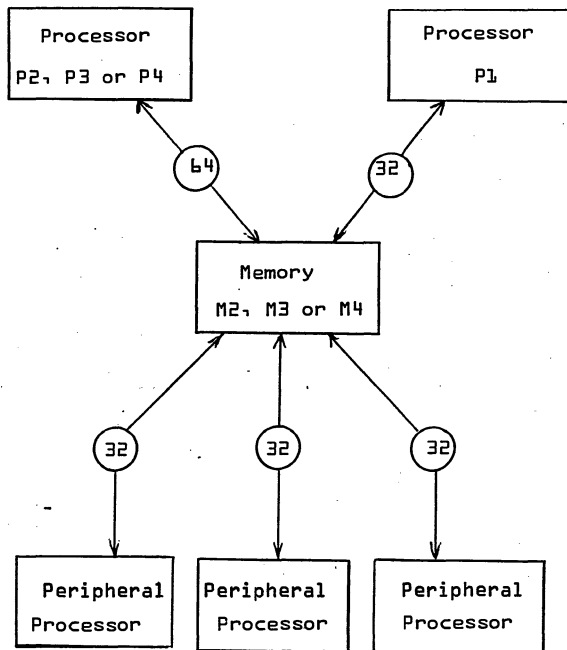 Processor
P2, P3 or P4
Processor
P1
64
32
Memory
M2, M3 or M4
32
32
32
Peripheral
Processor
Peripheral
Processor
Peripheral
Processor